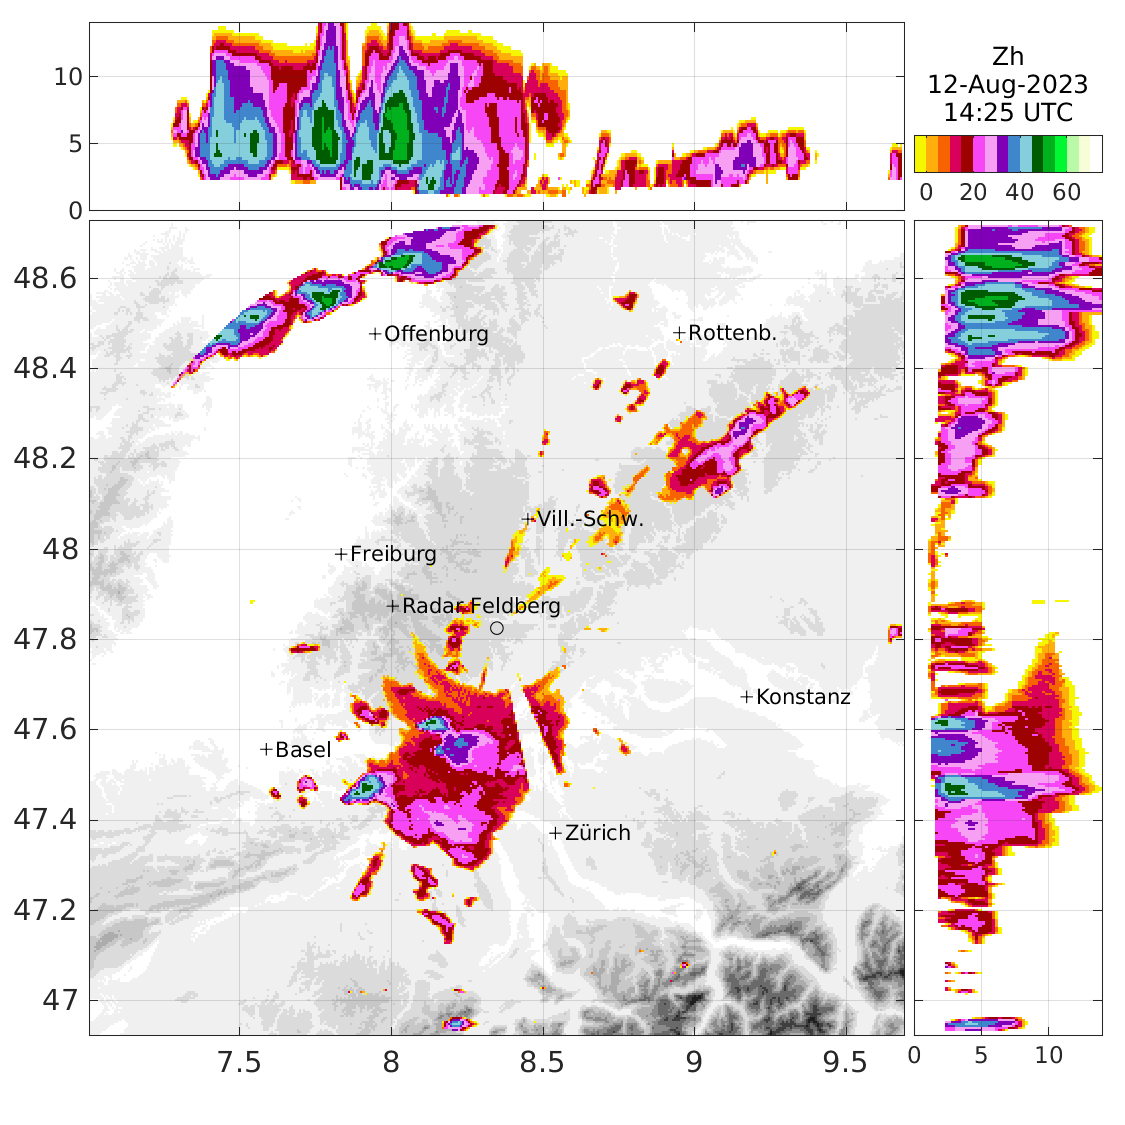 10
5
0
Zh
12-Aug-2023
14:25 UTC
0 20 40 60
48.6
48.4
48.2
48
47.8
47.6
47.4
47.2
47
+Offenburg
+Rottenb.
+Vill.-Schw.
+Freiburg
+Radar Feldberg
+Konstanz
+Basel
+Zürich
7.5 8 8.5 9 9.5
0 5 10